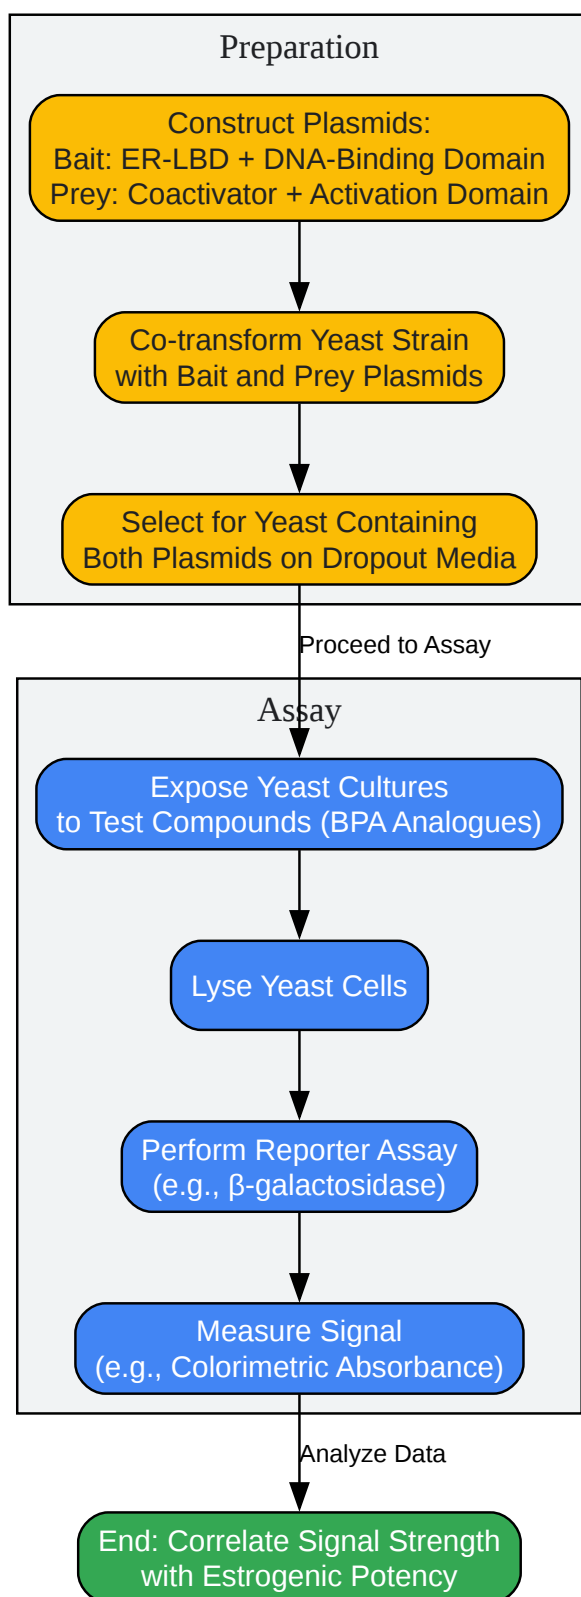 Preparation
Construct Plasmids:
Bait: ER-LBD + DNA-Binding Domain
Prey: Coactivator + Activation Domain
Co-transform Yeast Strain
with Bait and Prey Plasmids
Select for Yeast Containing
Both Plasmids on Dropout Media
Proceed to Assay
Assay
Expose Yeast Cultures
to Test Compounds (BPA Analogues)
Lyse Yeast Cells
Perform Reporter Assay
(e.g., β-galactosidase)
Measure Signal
(e.g., Colorimetric Absorbance)
Analyze Data
End: Correlate Signal Strength
with Estrogenic Potency